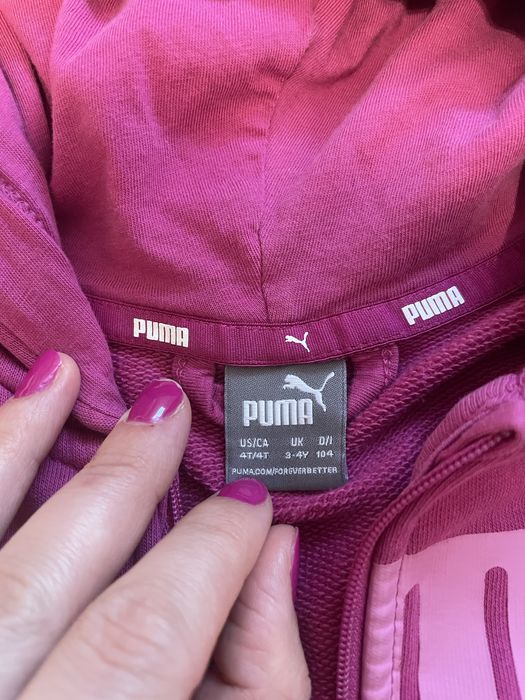 PUMA
PUMA
PUMA
US/CA UK D/I
4T/4T 3-4Y 104
PUMA.COM/FOREVERBETTER